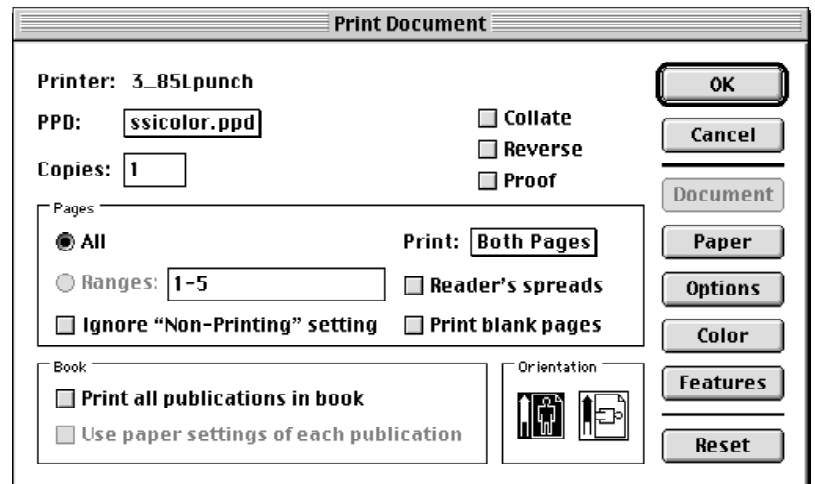 Print Document
Printer: 3_85Lpunch
PPD: ssicolor.ppd
Copies: 1
Collate
Reverse
Proof
Pages
All
Print: Both Pages
Ranges: 1-5
Reader's spreads
Ignore “Non-Printing” setting
Print blank pages
Book
Print all publications in book
Use paper settings of each publication
Orientation
OK
Cancel
Document
Paper
Options
Color
Features
Reset